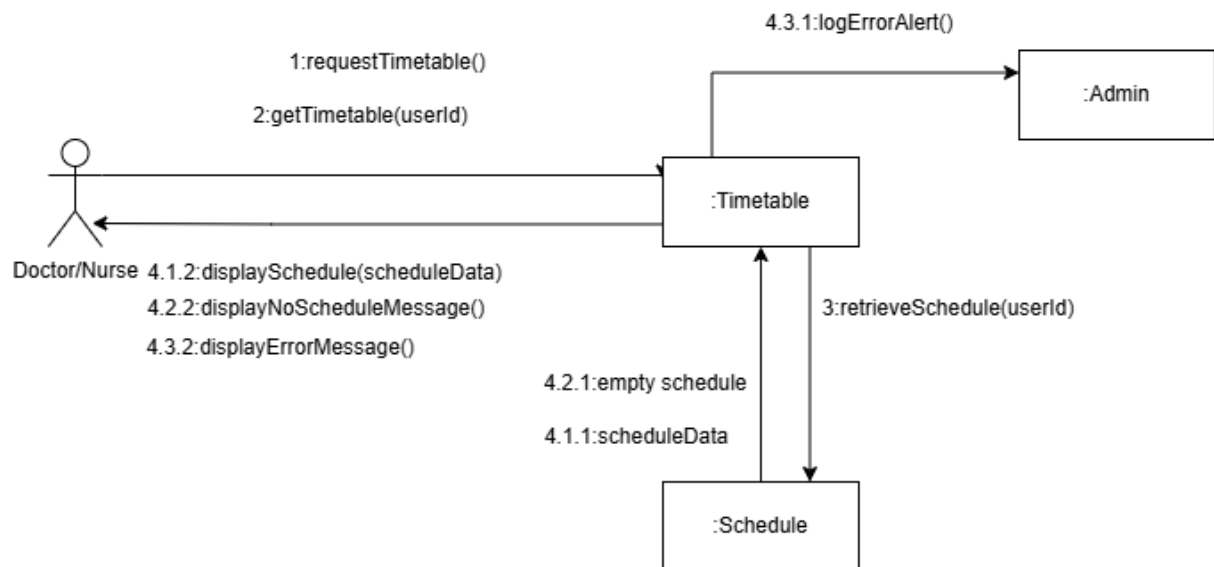 4.3.1:logErrorAlert()
1:requestTimetable()
:Admin
2:getTimetable(userId)
:Timetable
Doctor/Nurse
4.1.2:displaySchedule(scheduleData)
4.2.2:displayNoScheduleMessage()
3:retrieveSchedule(userId)
4.3.2:displayErrorMessage()
4.2.1:empty schedule
4.1.1:scheduleData
:Schedule